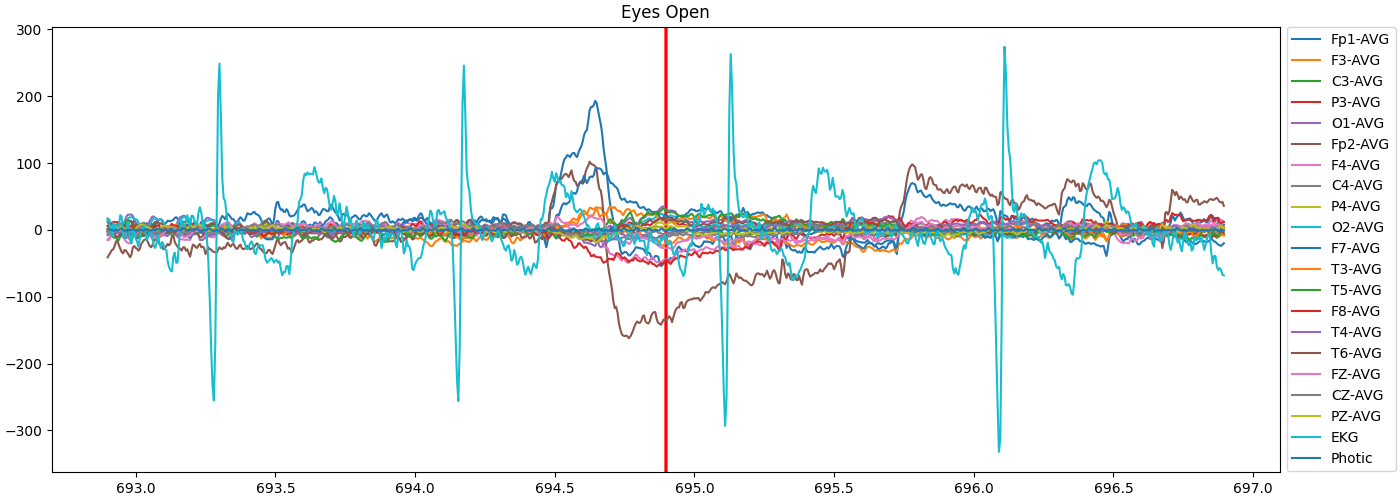 Eyes Open
300
200
100
0
−100
−200
−300
693.0 693.5 694.0 694.5 695.0 695.5 696.0 696.5 697.0
Fp1-AVG
F3-AVG
C3-AVG
P3-AVG
O1-AVG
Fp2-AVG
F4-AVG
C4-AVG
P4-AVG
O2-AVG
F7-AVG
T3-AVG
T5-AVG
F8-AVG
T4-AVG
T6-AVG
FZ-AVG
CZ-AVG
PZ-AVG
EKG
Photic